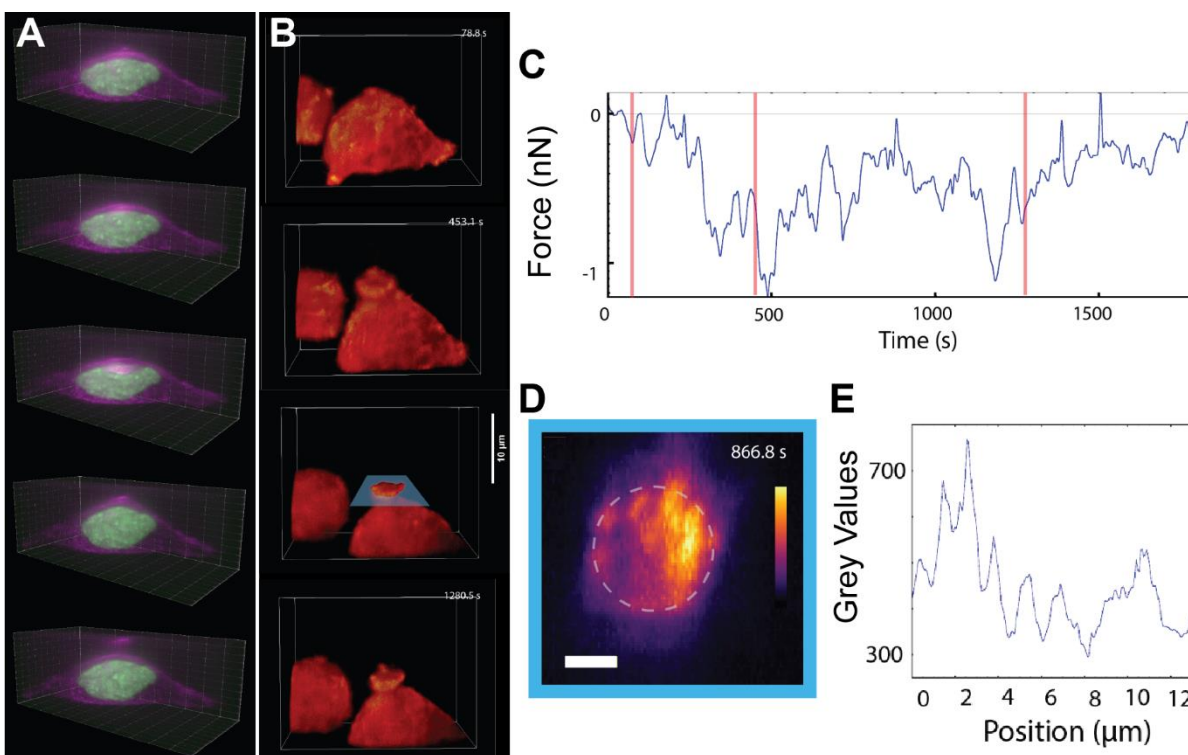 A
B
78.8 s
453.1 s
10 µm
1280.5 s
C
Force (nN)
0
-1
0
500
1000
1500
Time (s)
D
866.8 s
E
Grey Values
700
300
0 2 4 6 8 10 12
Position (µm)